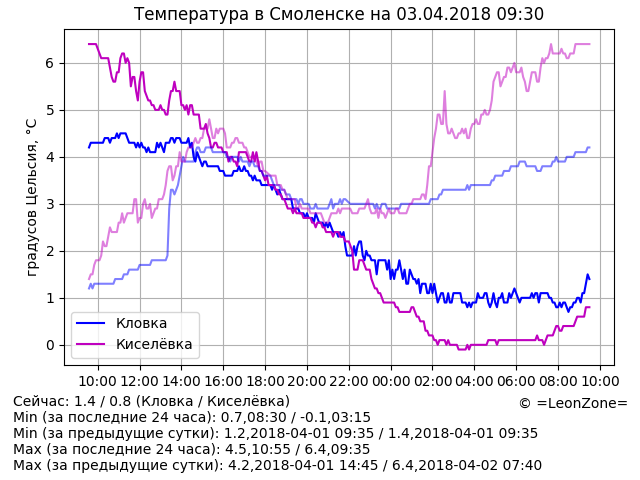 Температура в Смоленске на 03.04.2018 09:30
градусов Цельсия, °C
6
5
4
3
2
1
0
Кловка
Киселёвка
10:00 12:00 14:00 16:00 18:00 20:00 22:00 00:00 02:00 04:00 06:00 08:00 10:00
Сейчас: 1.4 / 0.8 (Кловка / Киселёвка)
© =LeonZone=
Min (за последние 24 часа): 0.7,08:30 / -0.1,03:15
Min (за предыдущие сутки): 1.2,2018-04-01 09:35 / 1.4,2018-04-01 09:35
Max (за последние 24 часа): 4.5,10:55 / 6.4,09:35
Max (за предыдущие сутки): 4.2,2018-04-01 14:45 / 6.4,2018-04-02 07:40